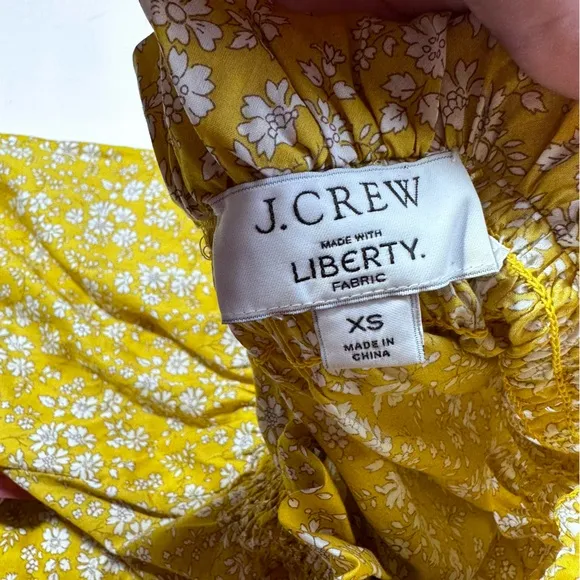 J.CREW
MADE WITH
LIBERTY.
FABRIC
XS
MADE IN
CHINA